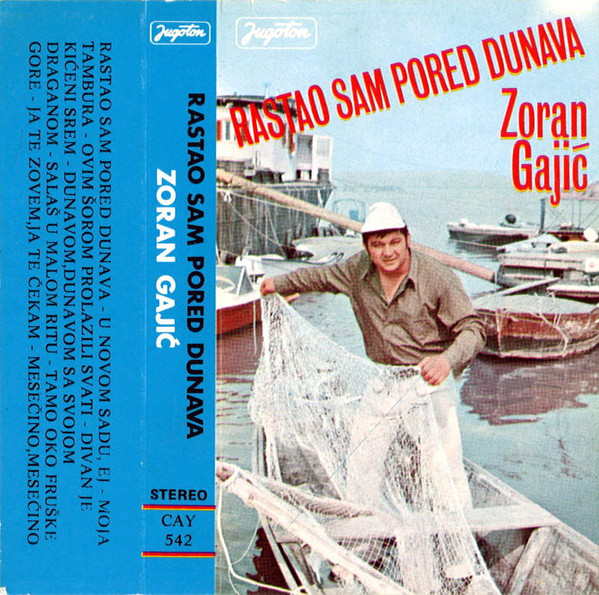 RASTAO SAM PORED DUNAVA - U NOVOM SADU, EJ - MOJA
TAMBURA - OVIM ŠOROM PROLAZILI SVATI - DIVAN JE
KIĆENI SREM - DUNAVOM,DUNAVOM SA SVOJOM
DRAGANOM - SALAŠ U MALOM RITU - TAMO OKO FRUŠKE
GORE - JA TE ZOVEM,JA TE ČEKAM - MESEČINO,MESEČINO
Jugoton
RASTAO SAM PORED DUNAVA
ZORAN GAJIĆ
STEREO
CAY
542
Jugoton
RASTAO SAM PORED DUNAVA
Zoran
Gajić